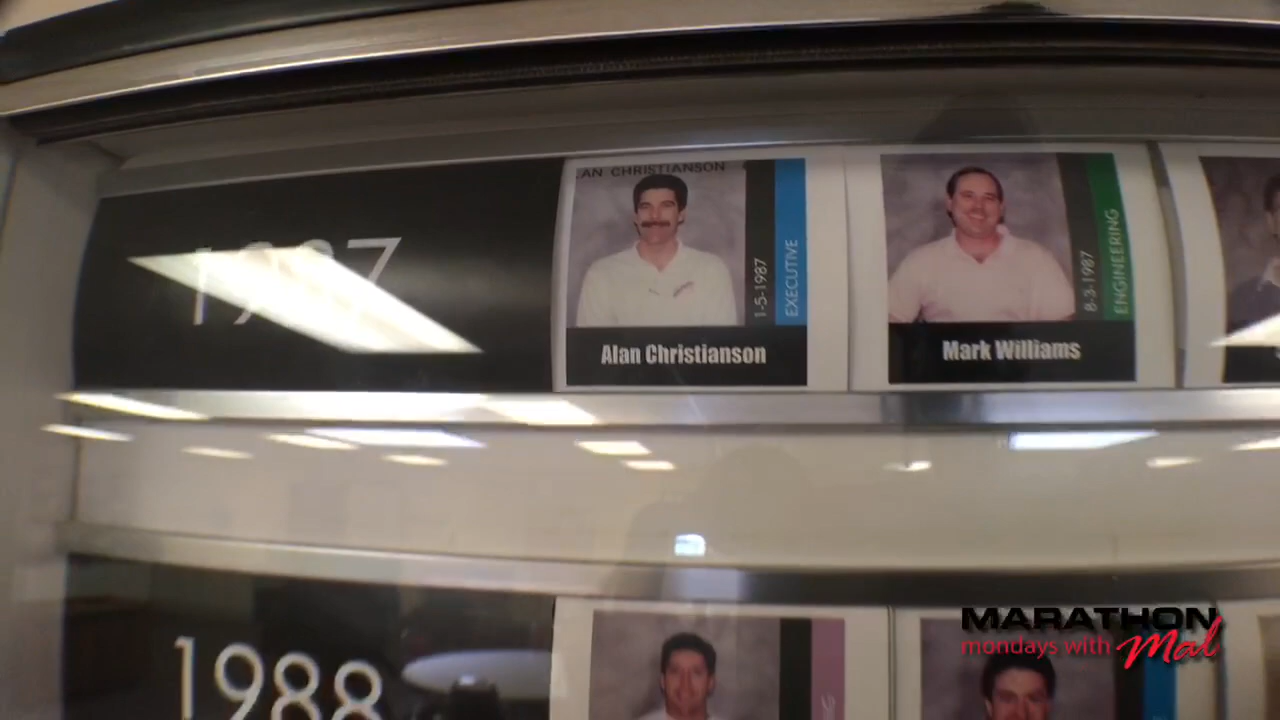 1987
AN CHRISTIANSON
1-5-1987
EXECUTIVE
Alan Christianson
8-3-1987
ENGINEERING
Mark Williams
1988
MARATHON
mondays with Mal